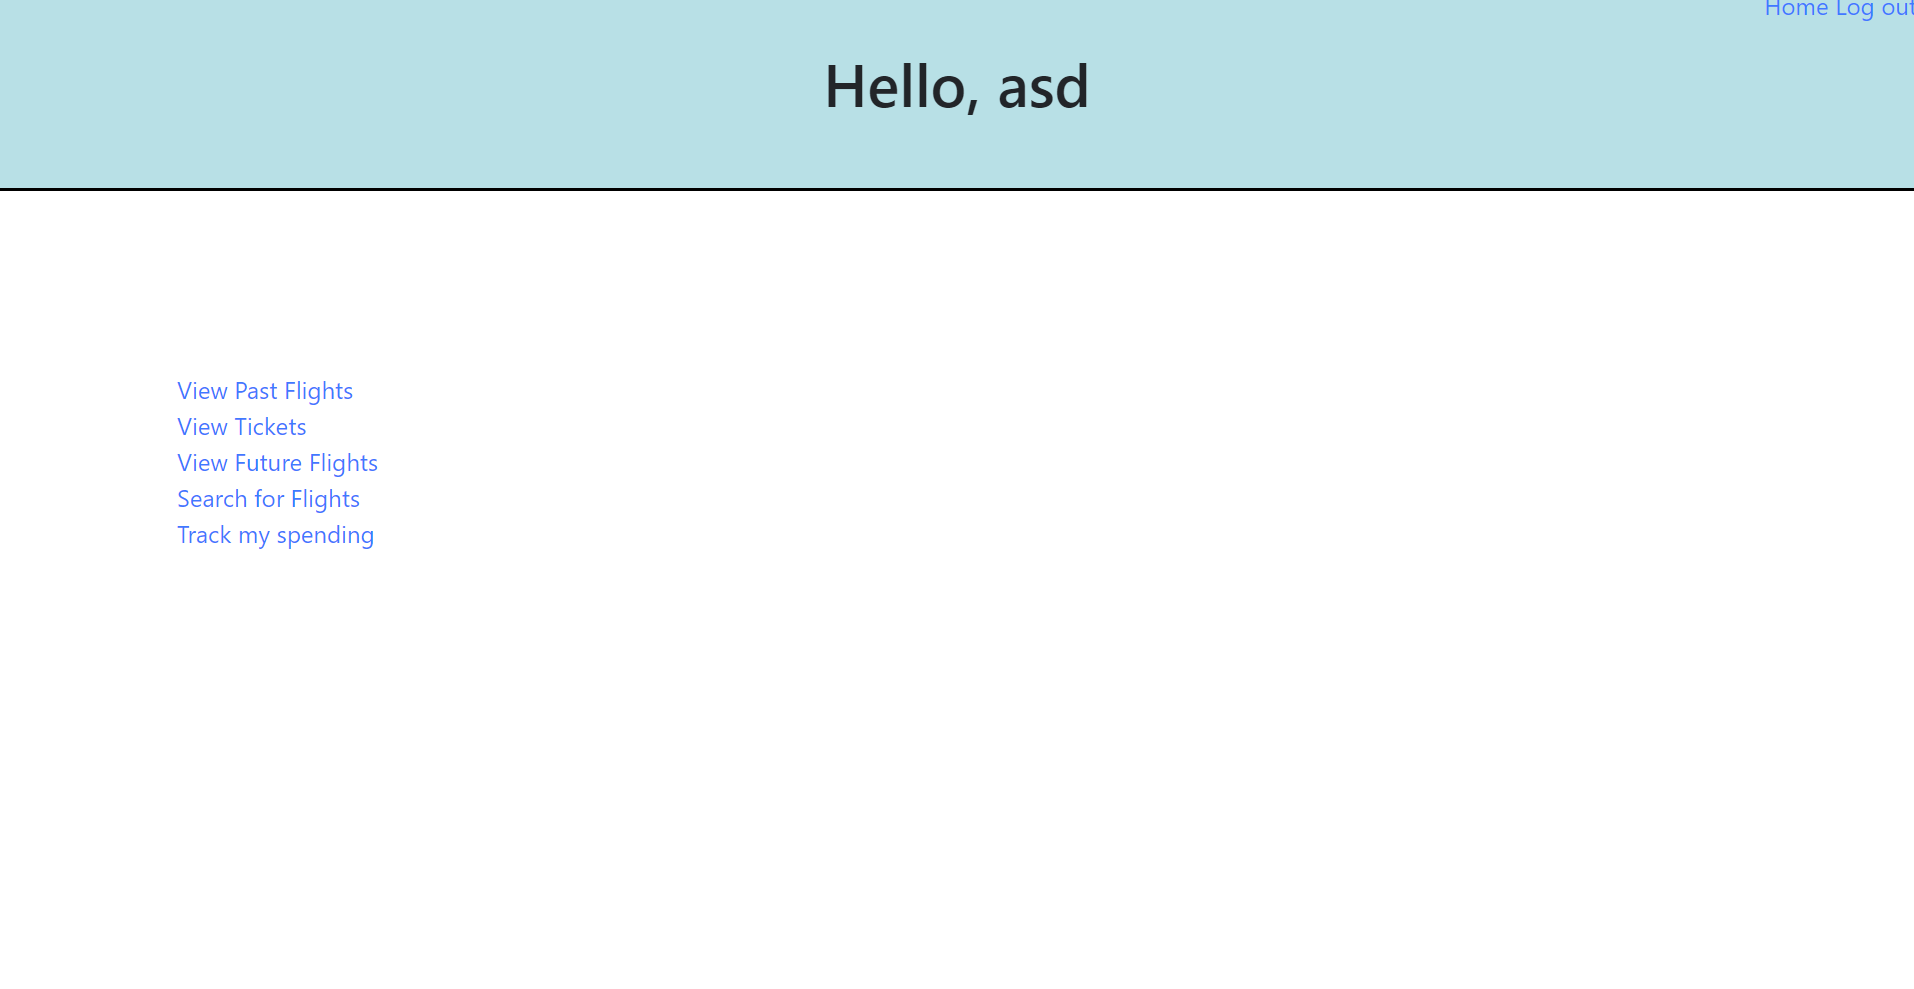 Home Log out
Hello, asd
View Past Flights
View Tickets
View Future Flights
Search for Flights
Track my spending